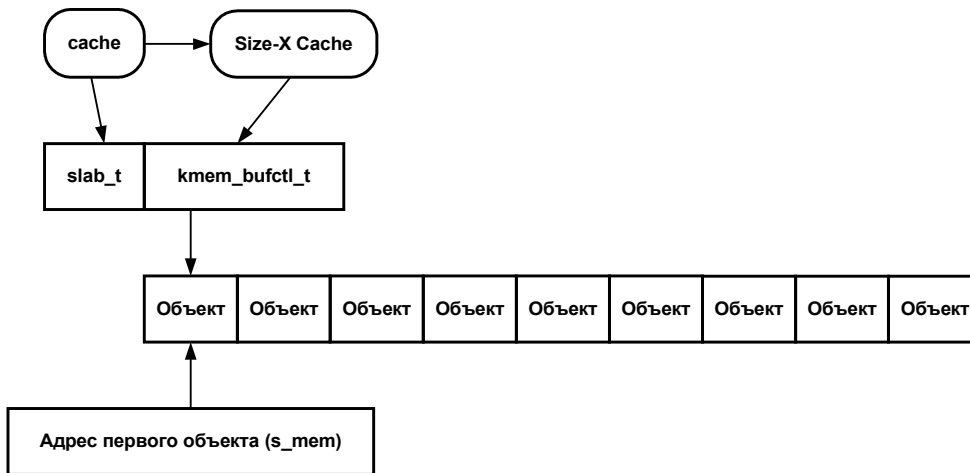 cache
Size-X Cache
slab_t
kmem_bufctl_t
Объект
Объект
Объект
Объект
Объект
Объект
Объект
Объект
Объект
Адрес первого объекта (s_mem)